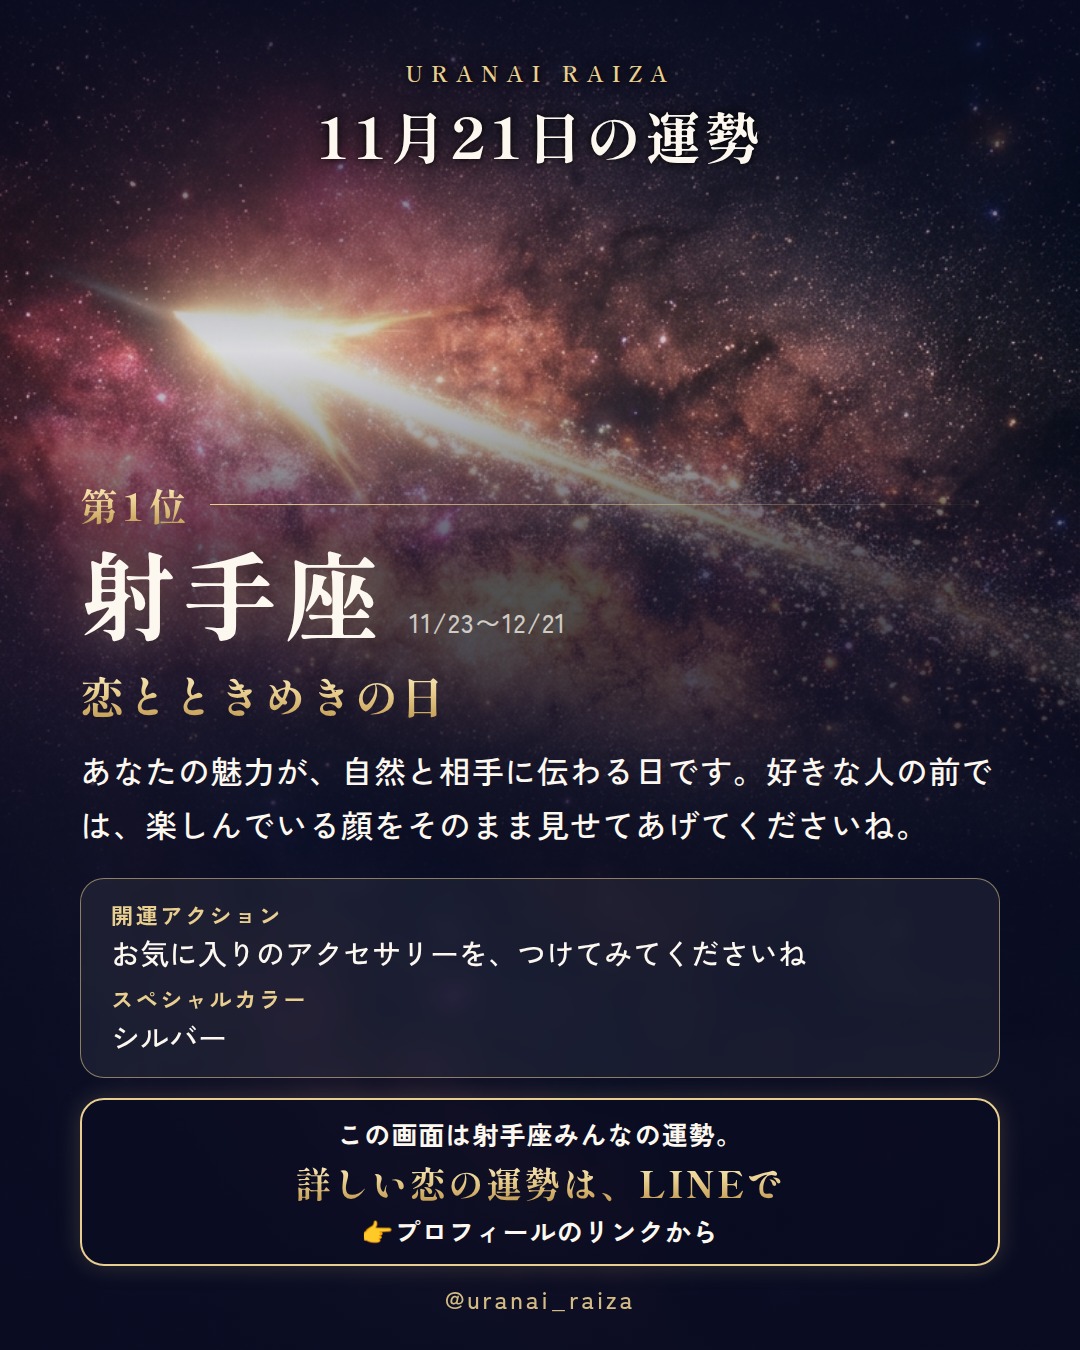 URANAI RAIZA
11月21日の運勢
第1位
射手座 11/23〜12/21
恋とときめきの日
あなたの魅力が、自然と相手に伝わる日です。好きな人の前で
は、楽しんでいる顔をそのまま見せてあげてくださいね。
開運アクション
お気に入りのアクセサリーを、つけてみてくださいね
スペシャルカラー
シルバー
この画面は射手座みんなの運勢。
詳しい恋の運勢は、LINEで
👉プロフィールのリンクから
@uranai_raiza